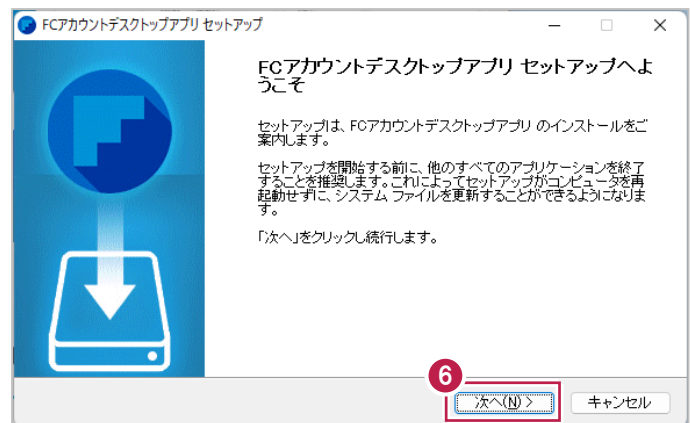 FCアカウントデスクトップアプリ セットアップ
FCアカウントデスクトップアプリ セットアップへよ
うこそ
セットアップは、FCアカウントデスクトップアプリ のインストールをご
案内します。
セットアップを開始する前に、他のすべてのアプリケーションを終了
することを推奨します。これによってセットアップがコンピュータを再
起動せずに、システム ファイルを更新することができるようになりま
す。
「次へ」をクリックし続行します。
6
次へ(N) >
キャンセル